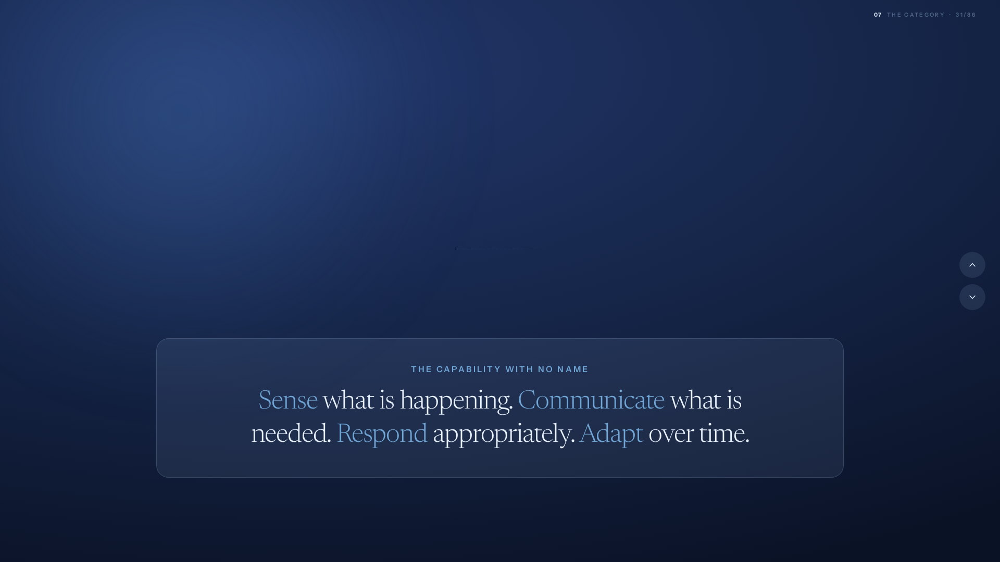 07 THE CATEGORY · 31/86
THE CAPABILITY WITH NO NAME
Sense what is happening. Communicate what is
needed. Respond appropriately. Adapt over time.